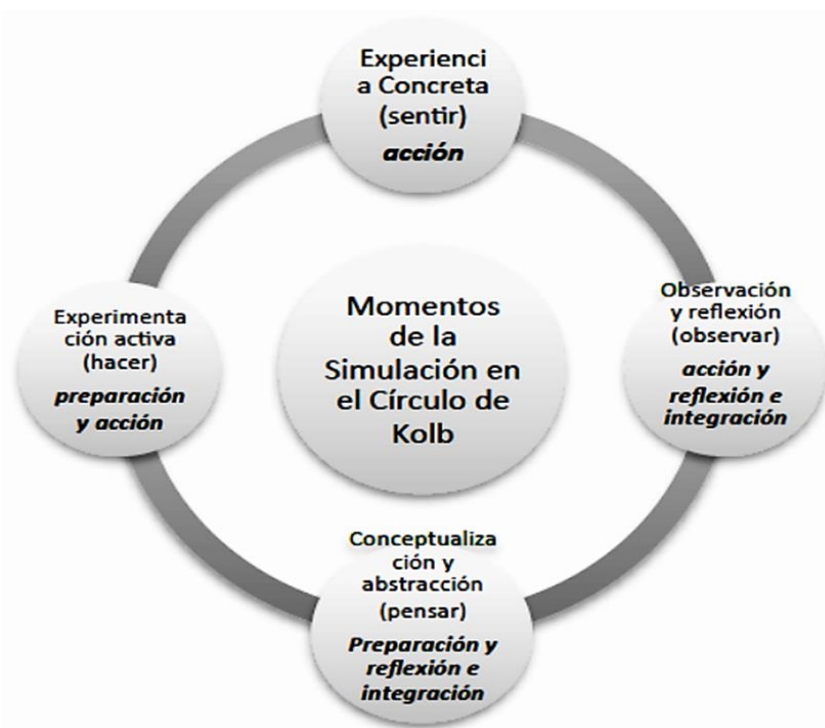 Experienci
a Concreta
(sentir)
acción
Observación
y reflexión
(observar)
acción y
reflexión e
integración
Conceptualiza
ción y
abstracción
(pensar)
Preparación y
reflexión e
integración
Experimenta
ción activa
(hacer)
preparación
y acción
Momentos
de la
Simulación en
el Círculo de
Kolb